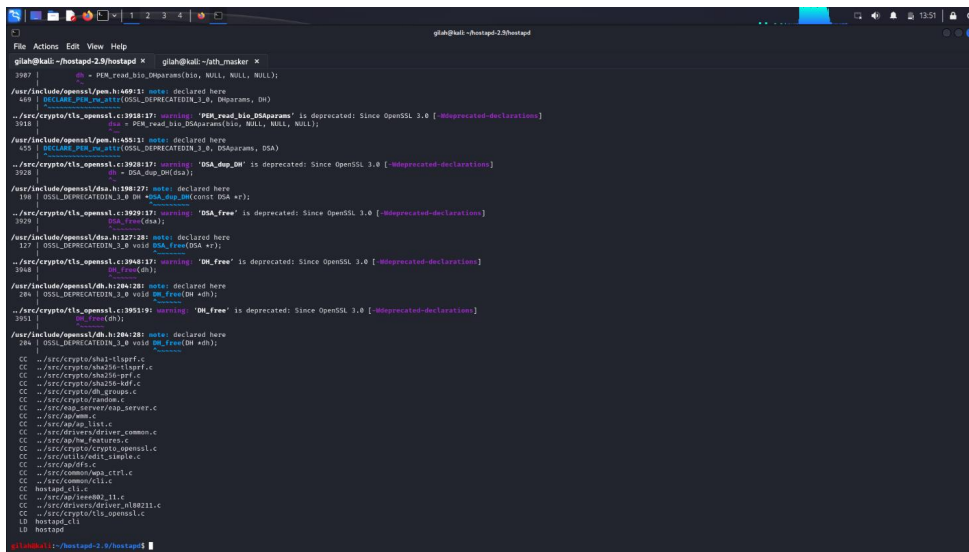 1 2 3 4
13:51
gilah@kali: ~/hostapd-2.9/hostapd
File Actions Edit View Help
gilah@kali: ~/hostapd-2.9/hostapd × gilah@kali: ~/ath_masker ×
3907 | dh = PEM_read_bio_DHparams(bio, NULL, NULL, NULL);
| ^~
/usr/include/openssl/pem.h:469:1: note: declared here
469 | DECLARE_PEM_rw_attr(OSSL_DEPRECATEDIN_3_0, DHparams, DH)
| ^~~~~~~~~~~~~~~~~~~
../src/crypto/tls_openssl.c:3918:17: warning: 'PEM_read_bio_DSAparams' is deprecated: Since OpenSSL 3.0 [-Wdeprecated-declarations]
3918 | dsa = PEM_read_bio_DSAparams(bio, NULL, NULL, NULL);
| ^~~
/usr/include/openssl/pem.h:455:1: note: declared here
455 | DECLARE_PEM_rw_attr(OSSL_DEPRECATEDIN_3_0, DSAparams, DSA)
| ^~~~~~~~~~~~~~~~~~~
../src/crypto/tls_openssl.c:3928:17: warning: 'DSA_dup_DH' is deprecated: Since OpenSSL 3.0 [-Wdeprecated-declarations]
3928 | dh = DSA_dup_DH(dsa);
| ^~
/usr/include/openssl/dsa.h:198:27: note: declared here
198 | OSSL_DEPRECATEDIN_3_0 DH *DSA_dup_DH(const DSA *r);
| ^~~~~~~~~~
../src/crypto/tls_openssl.c:3929:17: warning: 'DSA_free' is deprecated: Since OpenSSL 3.0 [-Wdeprecated-declarations]
3929 | DSA_free(dsa);
| ^~~~~~~~
/usr/include/openssl/dsa.h:127:28: note: declared here
127 | OSSL_DEPRECATEDIN_3_0 void DSA_free(DSA *r);
| ^~~~~~~~
../src/crypto/tls_openssl.c:3948:17: warning: 'DH_free' is deprecated: Since OpenSSL 3.0 [-Wdeprecated-declarations]
3948 | DH_free(dh);
| ^~~~~~~
/usr/include/openssl/dh.h:204:28: note: declared here
204 | OSSL_DEPRECATEDIN_3_0 void DH_free(DH *dh);
| ^~~~~~~
../src/crypto/tls_openssl.c:3951:9: warning: 'DH_free' is deprecated: Since OpenSSL 3.0 [-Wdeprecated-declarations]
3951 | DH_free(dh);
| ^~~~~~~
/usr/include/openssl/dh.h:204:28: note: declared here
204 | OSSL_DEPRECATEDIN_3_0 void DH_free(DH *dh);
| ^~~~~~~
CC ../src/crypto/sha1-tlsprf.c
CC ../src/crypto/sha256-tlsprf.c
CC ../src/crypto/sha256-prf.c
CC ../src/crypto/sha256-kdf.c
CC ../src/crypto/dh_groups.c
CC ../src/crypto/random.c
CC ../src/eap_server/eap_server.c
CC ../src/ap/wmm.c
CC ../src/ap/ap_list.c
CC ../src/drivers/driver_common.c
CC ../src/ap/hw_features.c
CC ../src/crypto/crypto_openssl.c
CC ../src/utils/edit_simple.c
CC ../src/ap/dfs.c
CC ../src/common/wpa_ctrl.c
CC ../src/common/cli.c
CC hostapd_cli.c
CC ../src/ap/ieee802_11.c
CC ../src/drivers/driver_nl80211.c
CC ../src/crypto/tls_openssl.c
LD hostapd_cli
LD hostapd
gilah@kali:~/hostapd-2.9/hostapd$